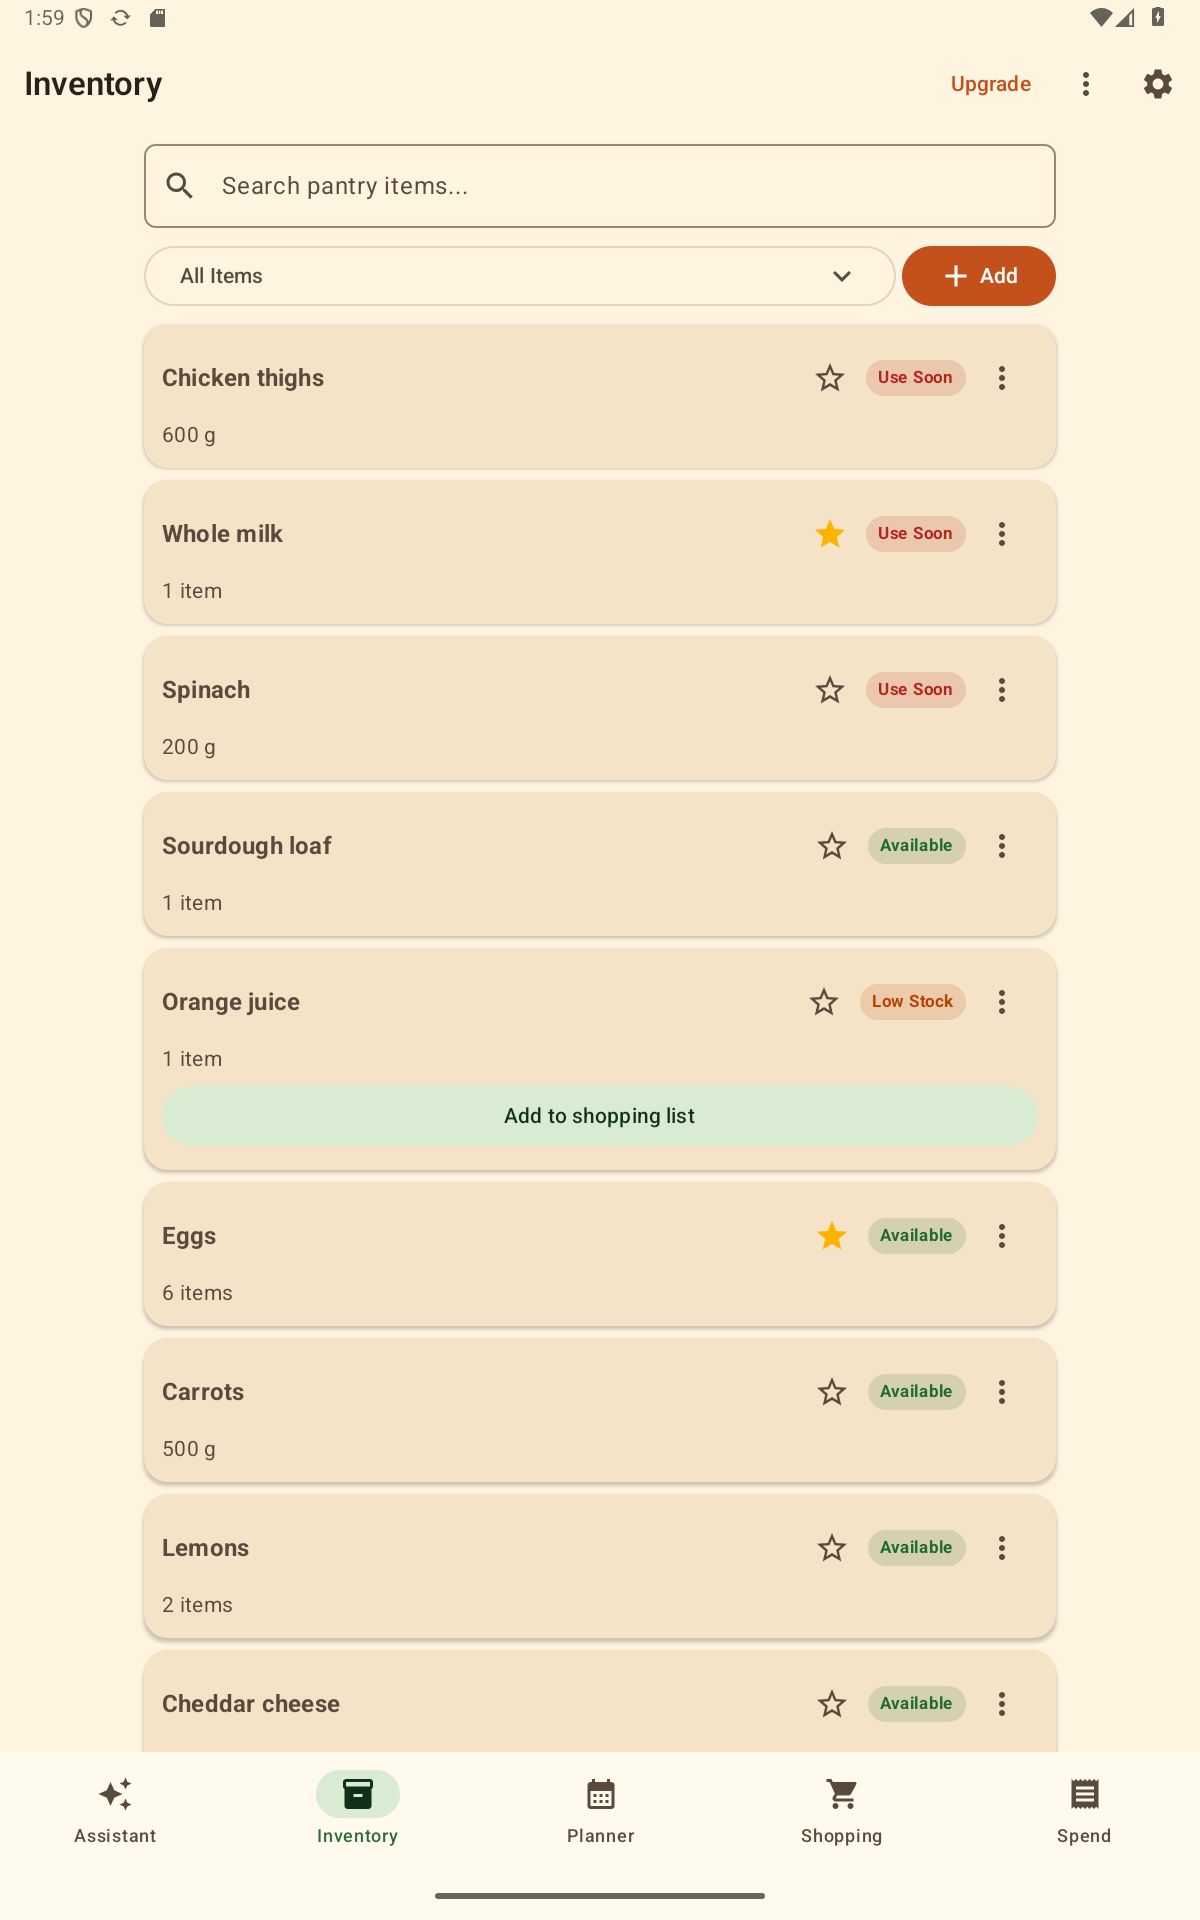 1:59
Inventory
Upgrade
Search pantry items...
All Items
Add
Chicken thighs
Use Soon
600 g
Whole milk
Use Soon
1 item
Spinach
Use Soon
200 g
Sourdough loaf
Available
1 item
Orange juice
Low Stock
1 item
Add to shopping list
Eggs
Available
6 items
Carrots
Available
500 g
Lemons
Available
2 items
Cheddar cheese
Available
Assistant
Inventory
Planner
Shopping
Spend